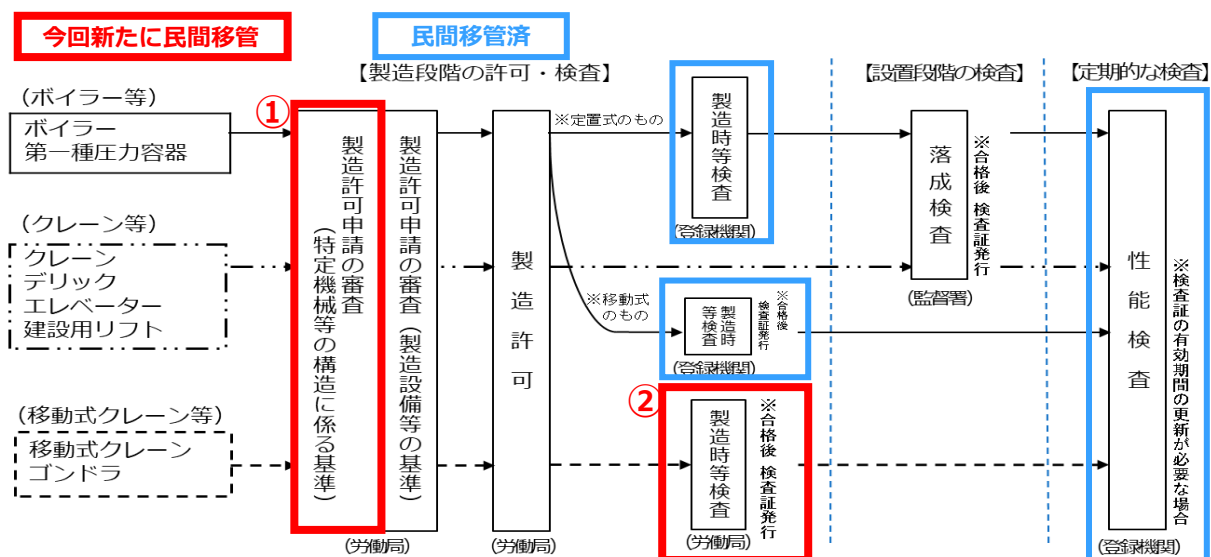 今回新たに民間移管
民間移管済
【製造段階の許可・検査】
【設置段階の検査】
【定期的な検査】
(ボイラー等)
ボイラー
第一種圧力容器
(クレーン等)
クレーン
デリック
エレベーター
建設用リフト
(移動式クレーン等)
移動式クレーン
ゴンドラ
①
製造許可申請の審査
(特定機械等の構造に係る基準)
製造許可申請の審査(製造設備等の基準)
(労働局)
製造許可
(労働局)
※定置式のもの
製造時等検査
(登録機関)
※移動式
のもの
製造時
等検査
※合格後
検査証発行
(登録機関)
②
製造時等検査
※合格後 検査証発行
(労働局)
落成検査
※合格後 検査証発行
(監督署)
性能検査
※検査証の有効期間の更新が必要な場合
(登録機関)